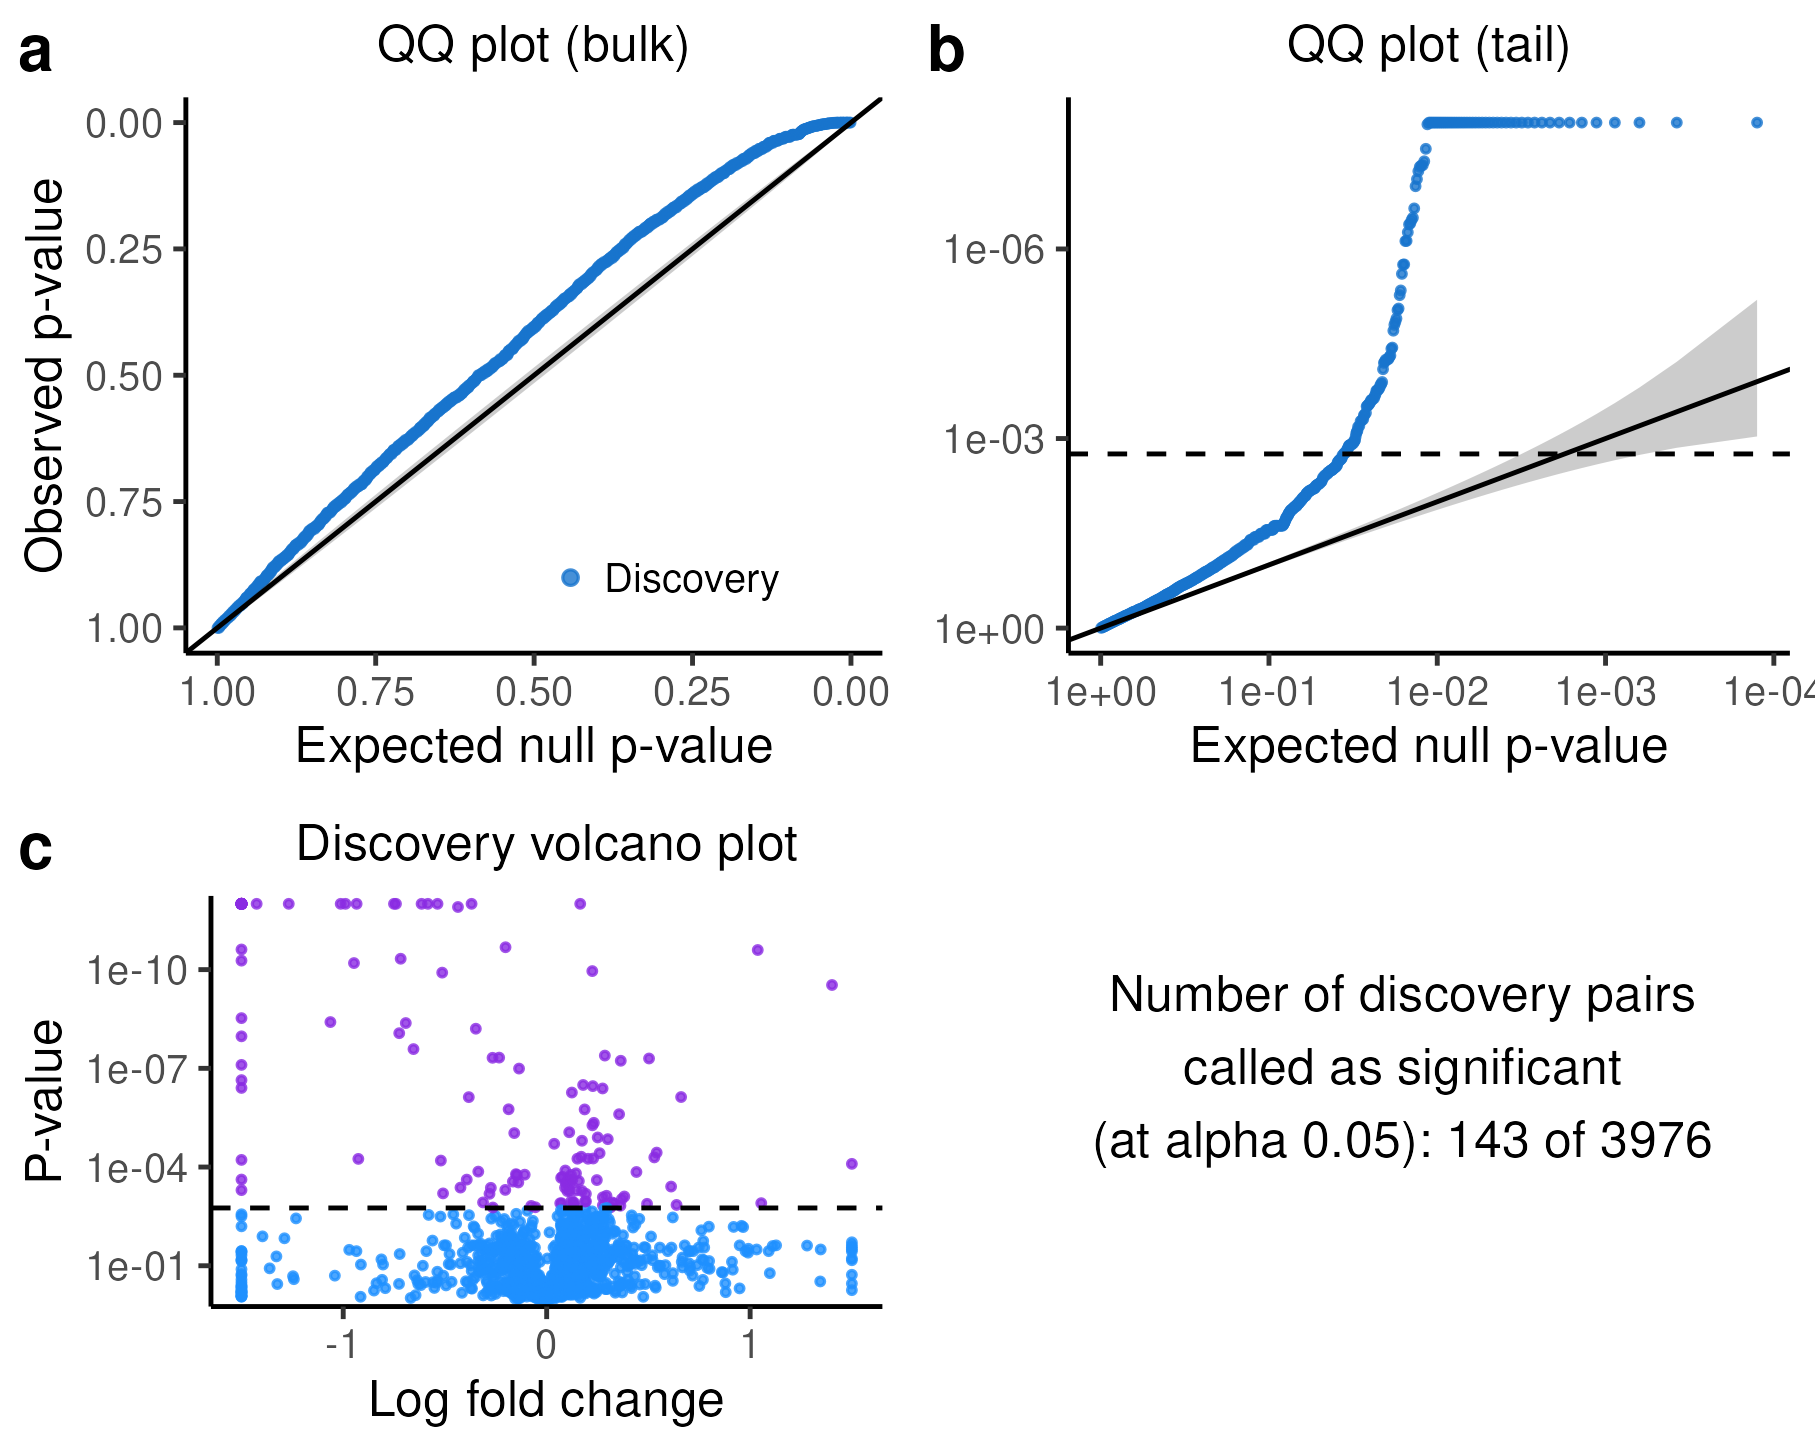 a
QQ plot (bulk)
Observed p-value
0.00
0.25
0.50
0.75
1.00
Discovery
1.00 0.75 0.50 0.25 0.00
Expected null p-value
b
QQ plot (tail)
1e-06
1e-03
1e+00
1e+00 1e-01 1e-02 1e-03 1e-04
Expected null p-value
c
Discovery volcano plot
P-value
1e-10
1e-07
1e-04
1e-01
-1 0 1
Log fold change
Number of discovery pairs
called as significant
(at alpha 0.05): 143 of 3976